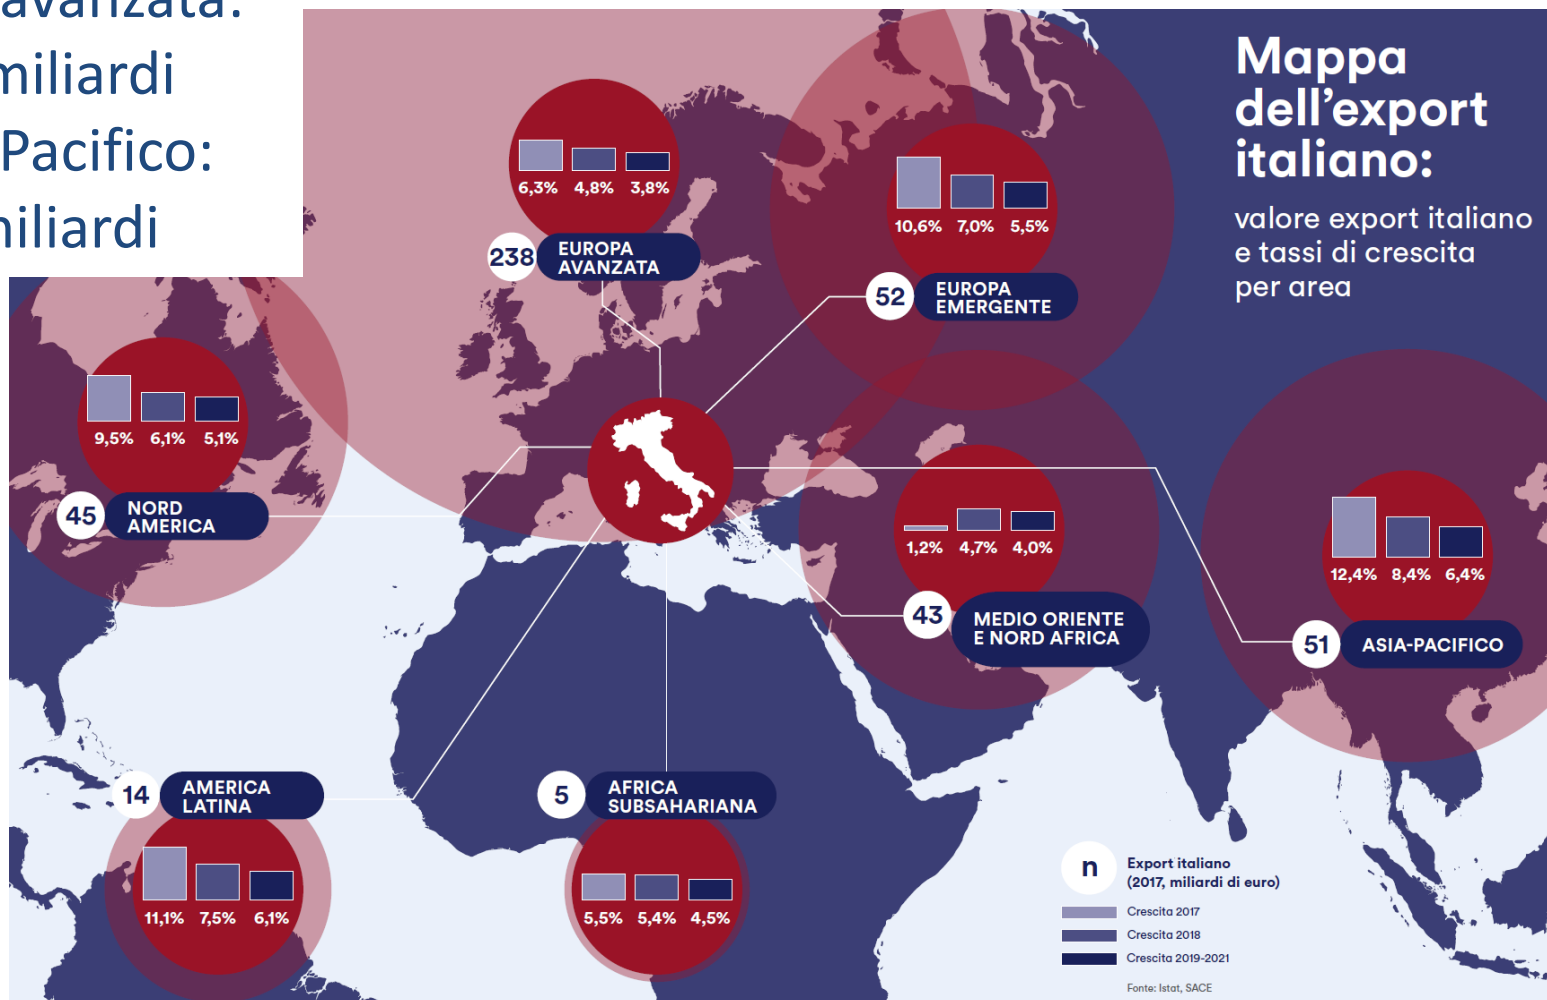 avanzata:
miliardi
Pacifico:
miliardi
Mappa
dell’export
italiano:
valore export italiano
e tassi di crescita
per area
6,3% 4,8% 3,8%
238 EUROPA
AVANZATA
10,6% 7,0% 5,5%
52 EUROPA
EMERGENTE
9,5% 6,1% 5,1%
45 NORD
AMERICA
1,2% 4,7% 4,0%
43 MEDIO ORIENTE
E NORD AFRICA
12,4% 8,4% 6,4%
51 ASIA-PACIFICO
14 AMERICA
LATINA
11,1% 7,5% 6,1%
5 AFRICA
SUBSAHARIANA
5,5% 5,4% 4,5%
n Export italiano
(2017, miliardi di euro)
Crescita 2017
Crescita 2018
Crescita 2019-2021
Fonte: Istat, SACE